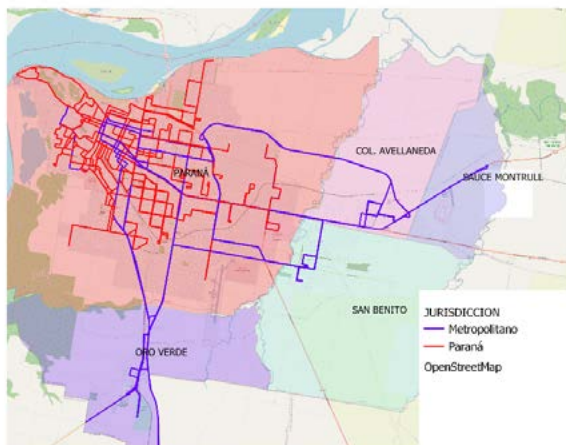 COL. AVELLANEDA
PARANÁ
SAUCE MONTRULL
SAN BENITO
ORO VERDE
JURISDICCION
Metropolitano
Paraná
OpenStreetMap